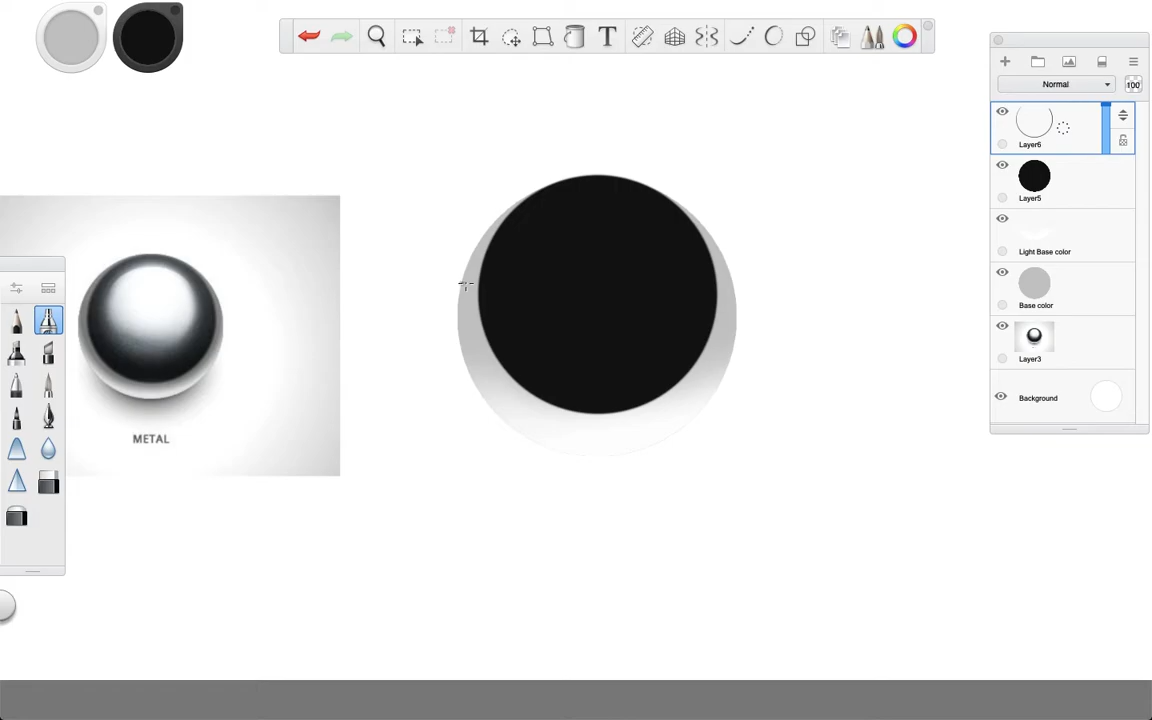 T
Normal
100
Layer6
Layer5
Light Base color
Base color
Layer3
Background
METAL